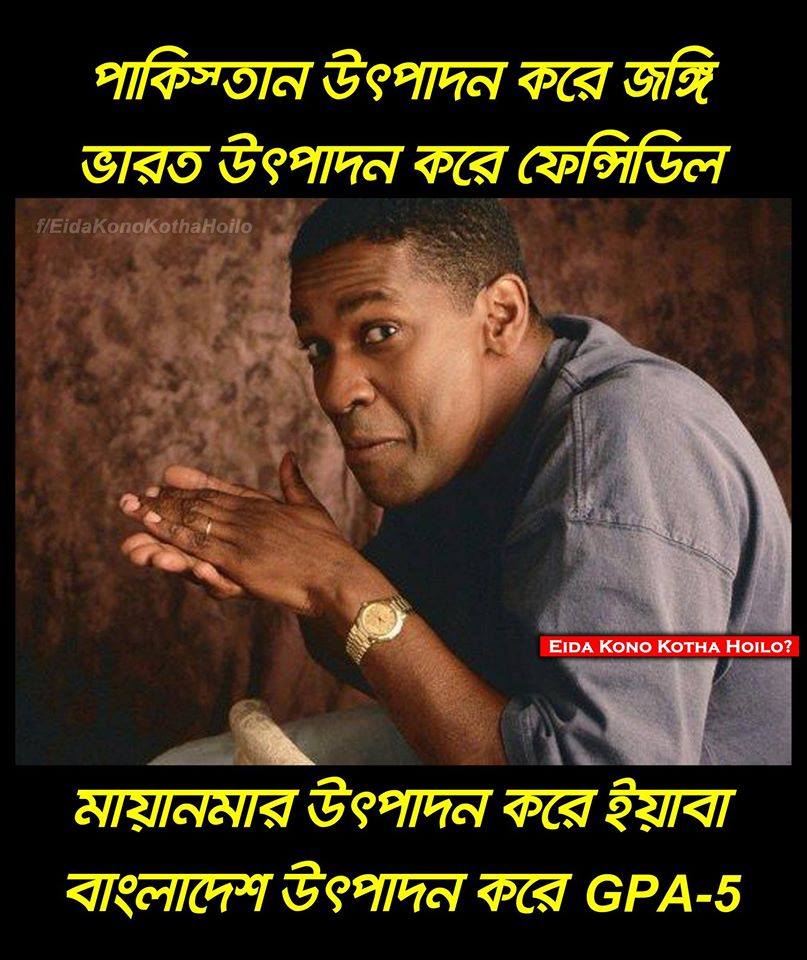 পাকিস্তান উৎপাদন করে জঙ্গি
ভারত উৎপাদন করে ফেন্সিডিল
f/EidaKonoKothaHoilo
EIDA KONO KOTHA HOILO?
মায়ানমার উৎপাদন করে ইয়াবা
বাংলাদেশ উৎপাদন করে GPA-5